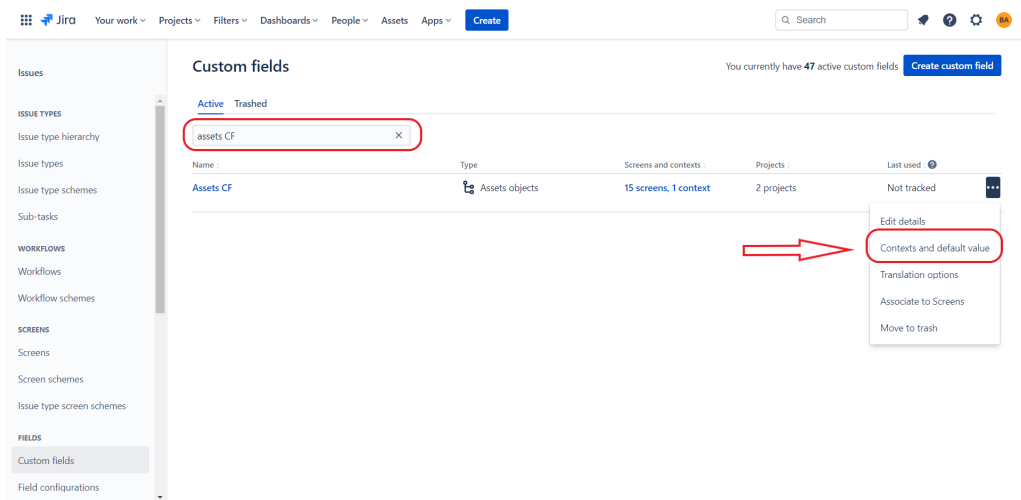 Jira Your work Projects Filters Dashboards People Assets Apps Create Search BA
Issues
ISSUE TYPES
Issue type hierarchy
Issue types
Issue type schemes
Sub-tasks
WORKFLOWS
Workflows
Workflow schemes
SCREENS
Screens
Screen schemes
Issue type screen schemes
FIELDS
Custom fields
Field configurations
Custom fields
You currently have 47 active custom fields Create custom field
Active Trashed
assets CF
Name Type Screens and contexts Projects Last used
Assets CF Assets objects 15 screens, 1 context 2 projects Not tracked
Edit details
Contexts and default value
Translation options
Associate to Screens
Move to trash